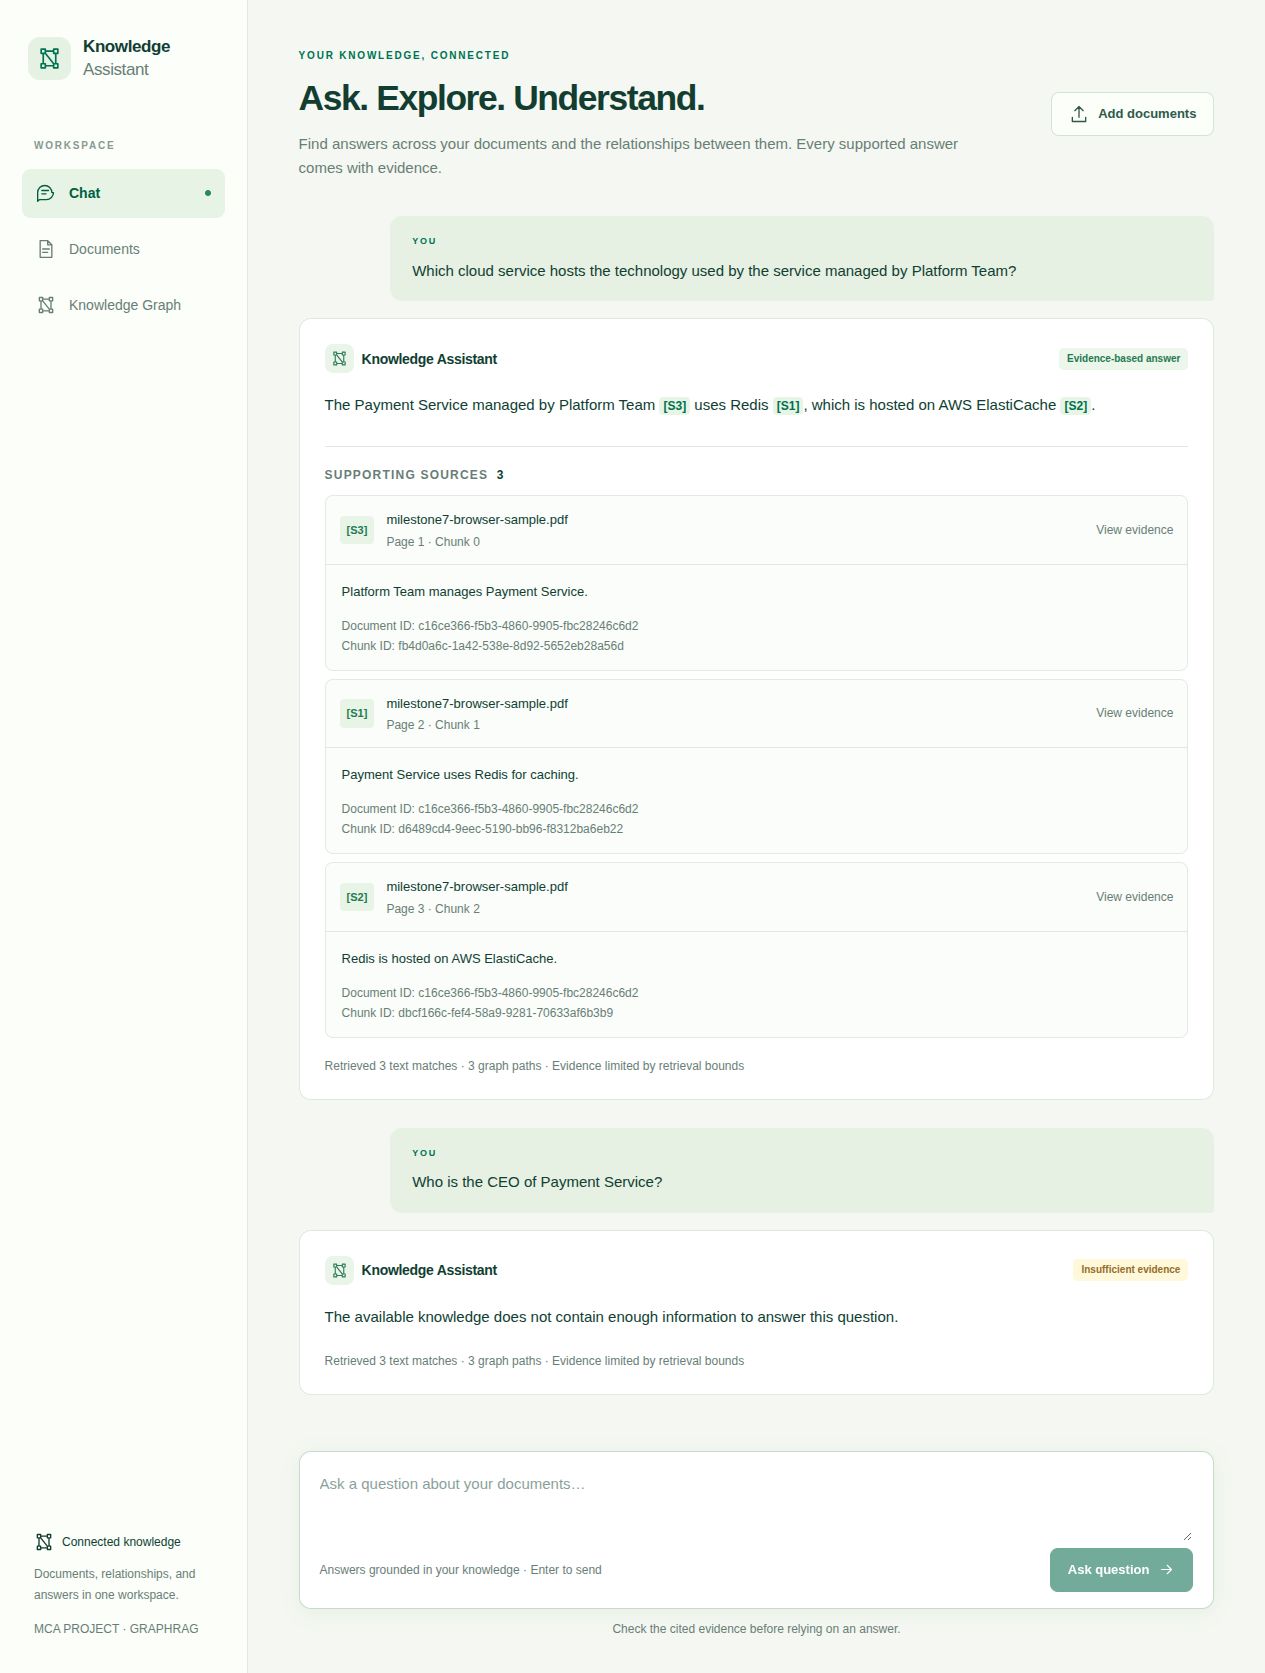 Knowledge
Assistant
WORKSPACE
Chat
Documents
Knowledge Graph
Connected knowledge
Documents, relationships, and
answers in one workspace.
MCA PROJECT · GRAPHRAG
YOUR KNOWLEDGE, CONNECTED
Ask. Explore. Understand.
Find answers across your documents and the relationships between them. Every supported answer
comes with evidence.
Add documents
YOU
Which cloud service hosts the technology used by the service managed by Platform Team?
Knowledge Assistant
Evidence-based answer
The Payment Service managed by Platform Team [S3] uses Redis [S1], which is hosted on AWS ElastiCache [S2].
SUPPORTING SOURCES 3
[S3]
milestone7-browser-sample.pdf
Page 1 · Chunk 0
View evidence
Platform Team manages Payment Service.
Document ID: c16ce366-f5b3-4860-9905-fbc28246c6d2
Chunk ID: fb4d0a6c-1a42-538e-8d92-5652eb28a56d
[S1]
milestone7-browser-sample.pdf
Page 2 · Chunk 1
View evidence
Payment Service uses Redis for caching.
Document ID: c16ce366-f5b3-4860-9905-fbc28246c6d2
Chunk ID: d6489cd4-9eec-5190-bb96-f8312ba6eb22
[S2]
milestone7-browser-sample.pdf
Page 3 · Chunk 2
View evidence
Redis is hosted on AWS ElastiCache.
Document ID: c16ce366-f5b3-4860-9905-fbc28246c6d2
Chunk ID: dbcf166c-fef4-58a9-9281-70633af6b3b9
Retrieved 3 text matches · 3 graph paths · Evidence limited by retrieval bounds
YOU
Who is the CEO of Payment Service?
Knowledge Assistant
Insufficient evidence
The available knowledge does not contain enough information to answer this question.
Retrieved 3 text matches · 3 graph paths · Evidence limited by retrieval bounds
Ask a question about your documents…
Answers grounded in your knowledge · Enter to send
Ask question
Check the cited evidence before relying on an answer.